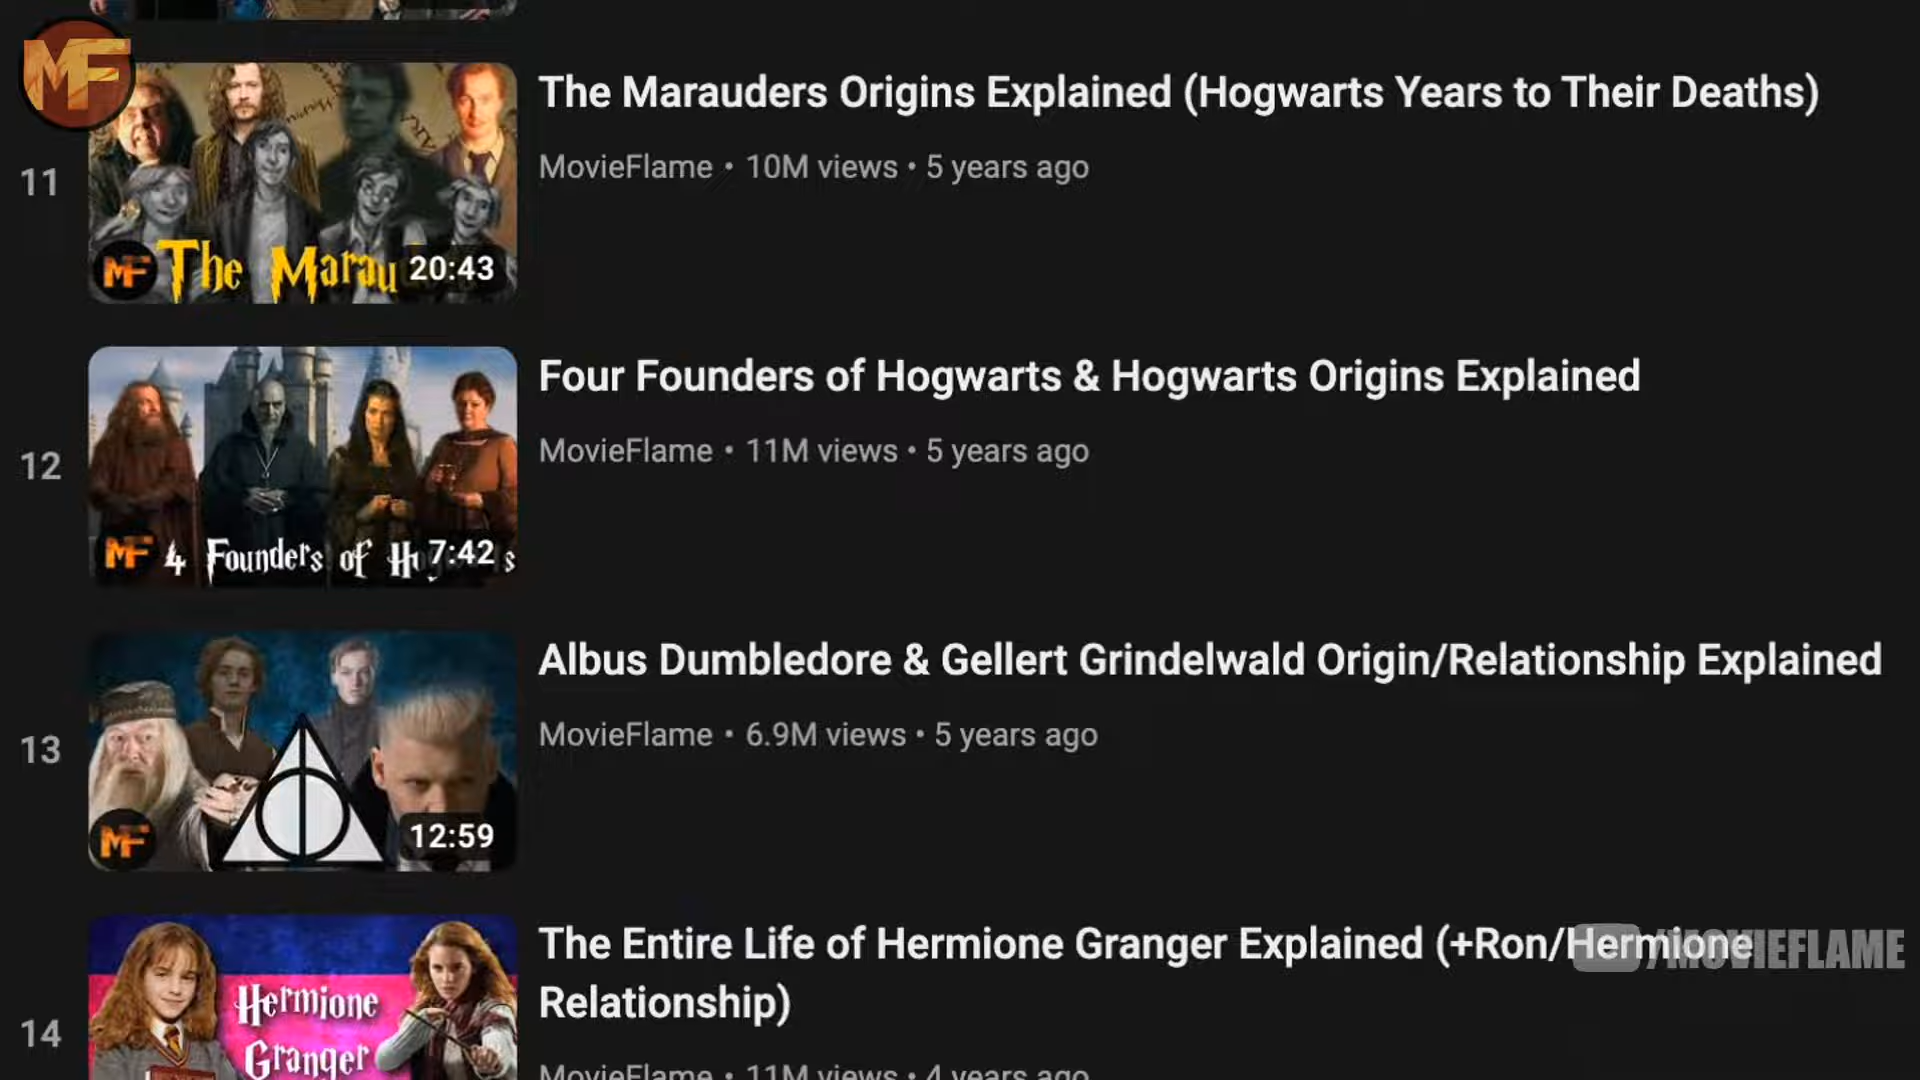 MF
The Marauders Origins Explained (Hogwarts Years to Their Deaths)
MovieFlame • 10M views • 5 years ago
11
MF The Marau 20:43
Four Founders of Hogwarts & Hogwarts Origins Explained
MovieFlame • 11M views • 5 years ago
12
MF 4 Founders of Ho 7:42 s
Albus Dumbledore & Gellert Grindelwald Origin/Relationship Explained
MovieFlame • 6.9M views • 5 years ago
13
MF 12:59
The Entire Life of Hermione Granger Explained (+Ron/Hermione
/MOVIEFLAME
Relationship)
Hermione
14
Granger
MovieFlame • 11M views • 4 years ago